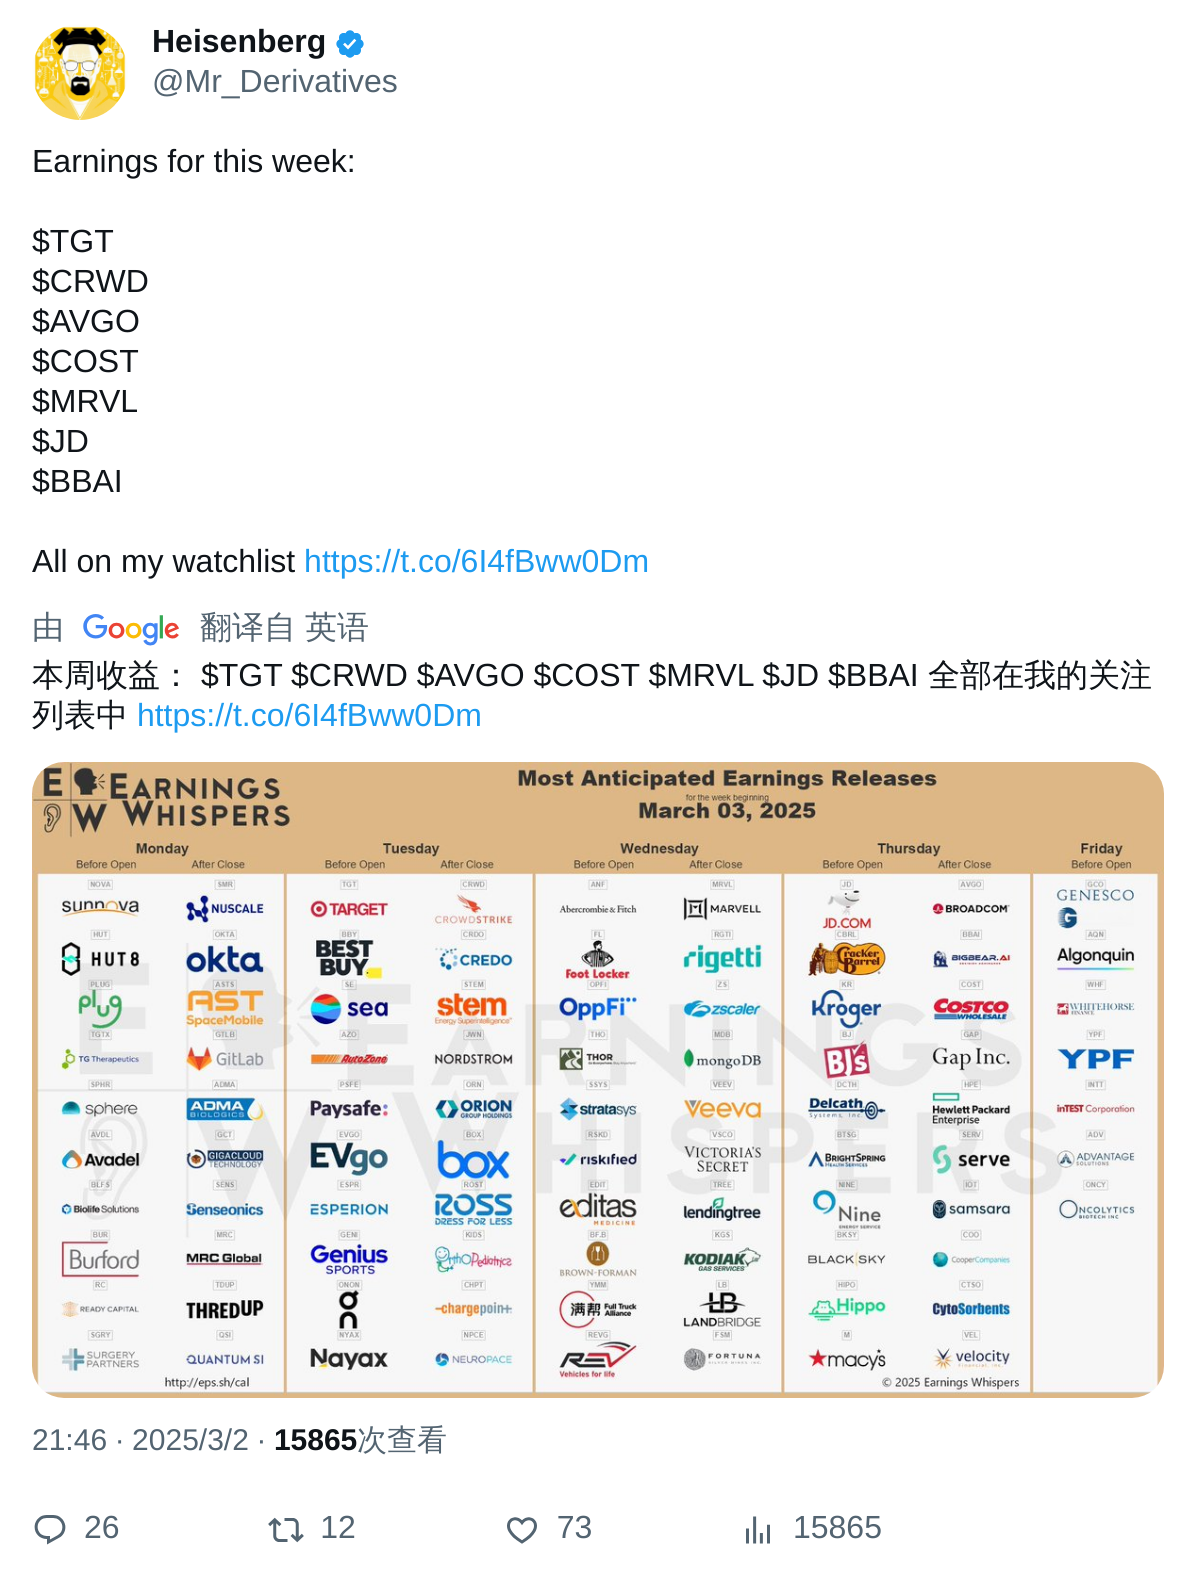 Heisenberg
@Mr_Derivatives
Earnings for this week:
$TGT
$CRWD
$AVGO
$COST
$MRVL
$JD
$BBAI
All on my watchlist https://t.co/6I4fBww0Dm
由 Google 翻译自 英语
本周收益： $TGT $CRWD $AVGO $COST $MRVL $JD $BBAI 全部在我的关注
列表中 https://t.co/6I4fBww0Dm
E W EARNINGS WHISPERS
Most Anticipated Earnings Releases
for the week beginning
March 03, 2025
Monday Tuesday Wednesday Thursday Friday
Before Open After Close Before Open After Close Before Open After Close Before Open After Close Before Open
NOVA SMR TGT CRWD ANF MRVL JD AVGO GCO
sunnova NUSCALE TARGET CROWDSTRIKE Abercrombie & Fitch MARVELL JD.COM BROADCOM GENESCO
HUT OKTA BBY CRDO FL RGTI CBRL BBAI AQN
HUT8 okta BEST BUY CREDO Foot Locker rigetti Cracker Barrel BIGBEAR.AI Algonquin
PLUG ASTS SE STEM OPFI ZS KR COST WHF
plug AST SpaceMobile sea stem Energy Superintelligence OppFi zscaler Kroger COSTCO WHOLESALE WHITEHORSE FINANCE
TGTX GTLB AZO JWN THO MDB BJ GAP YPF
TG Therapeutics GitLab AutoZone NORDSTROM THOR mongoDB BJ's Gap Inc. YPF
SPHR ADMA PSFE ORN SSYS VEEV DCTH HPE INTT
sphere ADMA BIOLOGICS Paysafe: ORION GROUP HOLDINGS stratasys Veeva Delcath Systems, Inc. Hewlett Packard Enterprise inTEST Corporation
AVDL GCT EVGO BOX RSKD VSCO BTSG SERV ADV
Avadel GIGACLOUD TECHNOLOGY EVgo box riskified VICTORIA'S SECRET BRIGHTSPRING HEALTH SERVICES serve ADVANTAGE SOLUTIONS
BLFS SENS ESPR ROST EDIT TREE NINE IOT ONCY
Biolife Solutions Senseonics ESPERION ROSS DRESS FOR LESS editas MEDICINE lendingtree Nine ENERGY SERVICE samsara ONCOLYTICS BIOTECH INC
BUR MRC GENI KIDS BF.B KGS BKSY COO
Burford MRC Global Genius SPORTS OrthoPediatrics BROWN-FORMAN KODIAK GAS SERVICES BLACKSKY CooperCompanies
RC TDUP ONON CHPT YMM LB HIPO CTSO
READY CAPITAL THREDUP on chargepoin+ 满帮 Full Truck Alliance LB LANDBRIDGE Hippo CytoSorbents
SGRY QSI NYAX NPCE REVG FSM M VEL
SURGERY PARTNERS QUANTUM SI Nayax NEUROPACE REV Vehicles for life FORTUNA macy's velocity
http://eps.sh/cal © 2025 Earnings Whispers
21:46 · 2025/3/2 · 15865次查看
26 12 73 15865